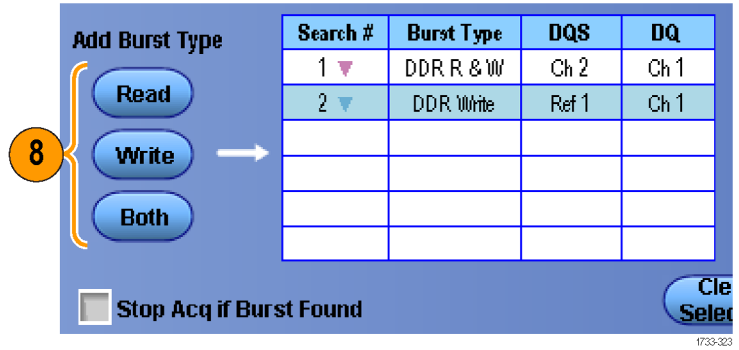 Add Burst Type
Read
Write
Both
8
Search # Burst Type DQS DQ
1 DDR R & W Ch 2 Ch 1
2 DDR Write Ref 1 Ch 1
Stop Acq if Burst Found
Cle
Selec
1733-323